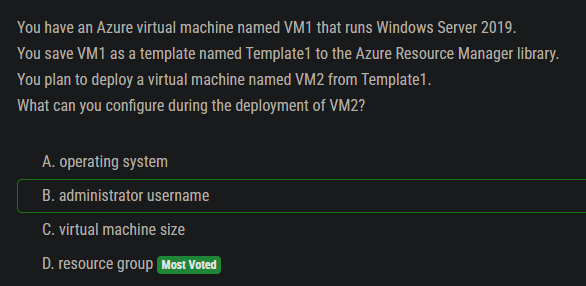 You have an Azure virtual machine named VM1 that runs Windows Server 2019.
You save VM1 as a template named Template1 to the Azure Resource Manager library.
You plan to deploy a virtual machine named VM2 from Template1.
What can you configure during the deployment of VM2?
A. operating system
B. administrator username
C. virtual machine size
D. resource group Most Voted